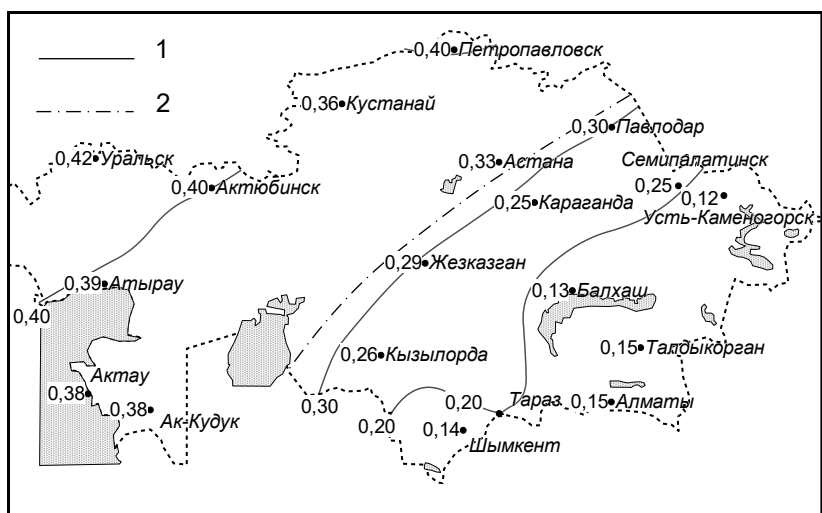 1
2
0,40 Петропавловск
0,36 Кустанай
0,30 Павлодар
0,42 Уральск
0,33 Астана
Семипалатинск
0,40 Актюбинск
0,25
0,12
0,25 Караганда
Усть-Каменогорск
0,29 Жезказган
0,39 Атырау
0,13 Балхаш
0,40
0,15 Талдыкорган
0,26 Кызылорда
Актау
0,38
0,30
0,20 Тараз
0,15 Алматы
0,38 Ак-Кудук
0,20
0,14
Шымкент